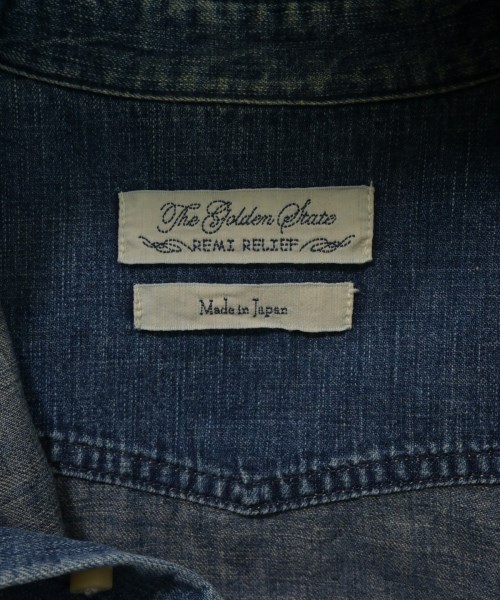 The Golden State
REMI RELIEF
Made in Japan